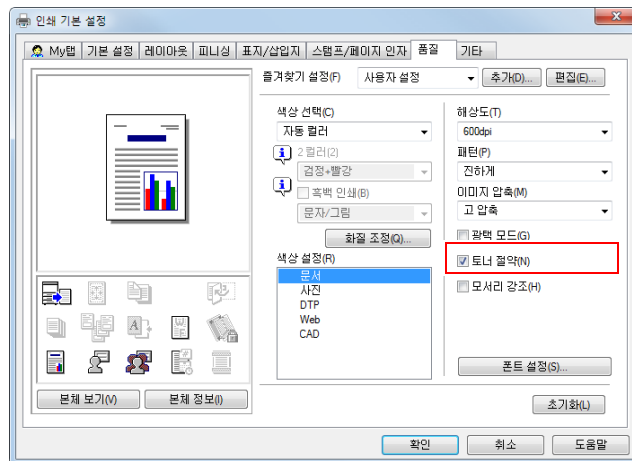 인쇄 기본 설정
My탭 기본 설정 레이아웃 피니싱 표지/삽입지 스탬프/페이지 인자 품질 기타
즐겨찾기 설정(F) 사용자 설정 추가(D)... 편집(E)...
색상 선택(C)
자동 컬러
2 컬러(2)
검정+빨강
흑백 인쇄(B)
문자/그림
화질 조정(Q)...
색상 설정(R)
문서
사진
DTP
Web
CAD
해상도(T)
600dpi
패턴(P)
진하게
이미지 압축(M)
고 압축
광택 모드(G)
토너 절약(N)
모서리 강조(H)
폰트 설정(S)...
본체 보기(V) 본체 정보(I)
초기화(L)
확인 취소 도움말